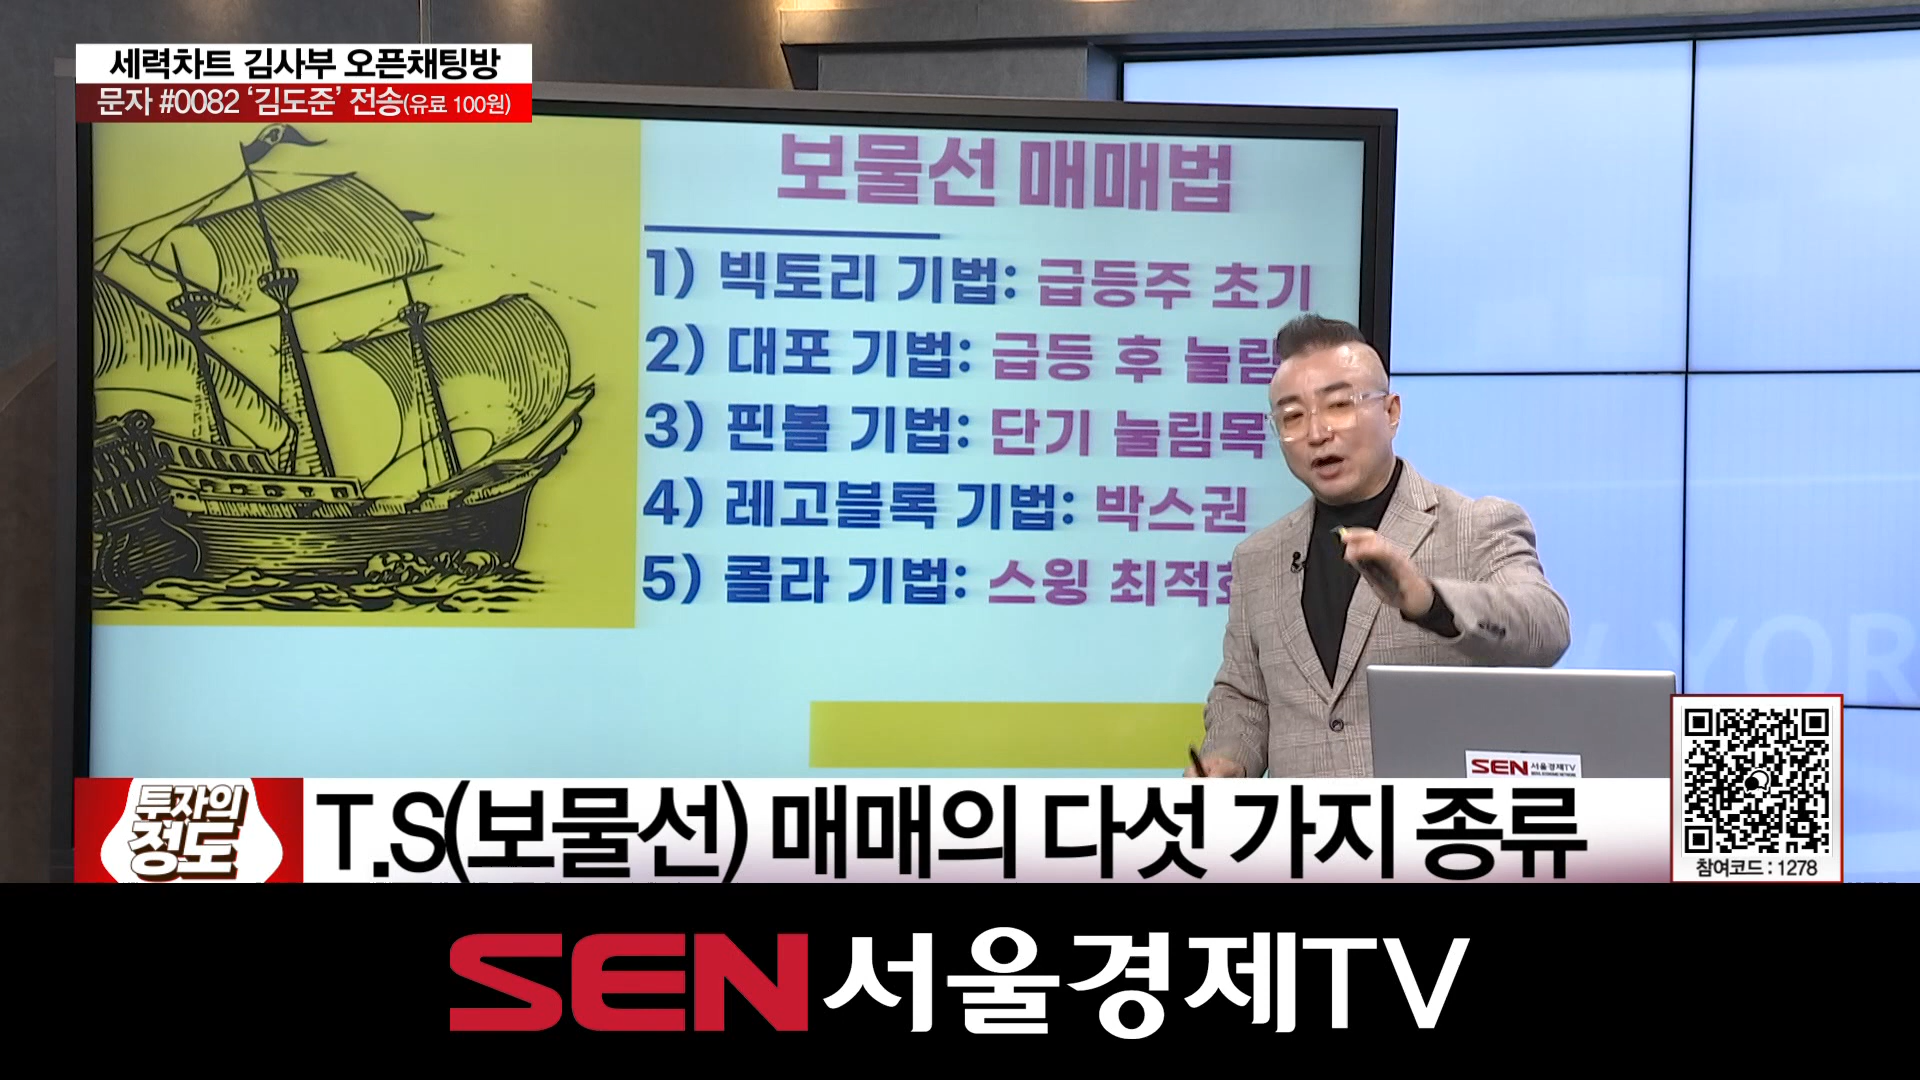 세력차트 김사부 오픈채팅방
문자 #0082 ‘김도준’ 전송(유료 100원)
보물선 매매법
1) 빅토리 기법: 급등주 초기
2) 대포 기법: 급등 후 눌림
3) 핀볼 기법: 단기 눌림목
4) 레고블록 기법: 박스권
5) 콜라 기법: 스윙 최적화
YOR
SEN 서울경제TV
투자의
정도
T.S(보물선) 매매의 다섯 가지 종류
참여코드 : 1278
SEN 서울경제TV